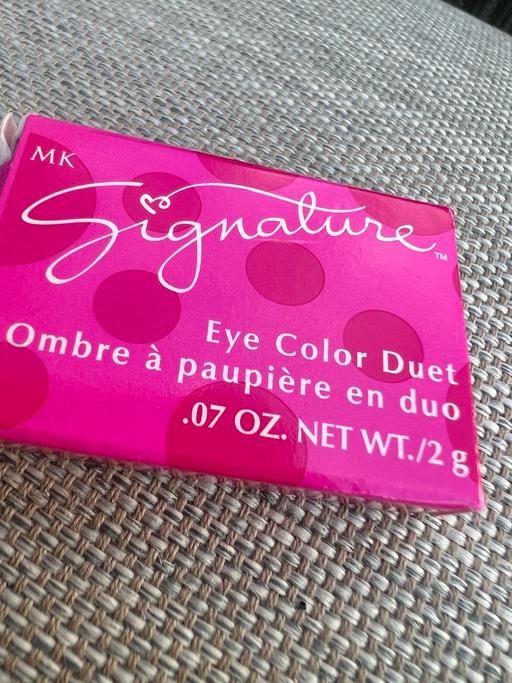 MK
Signature™
Eye Color Duet
Ombre à paupière en duo
.07 OZ. NET WT./2 g